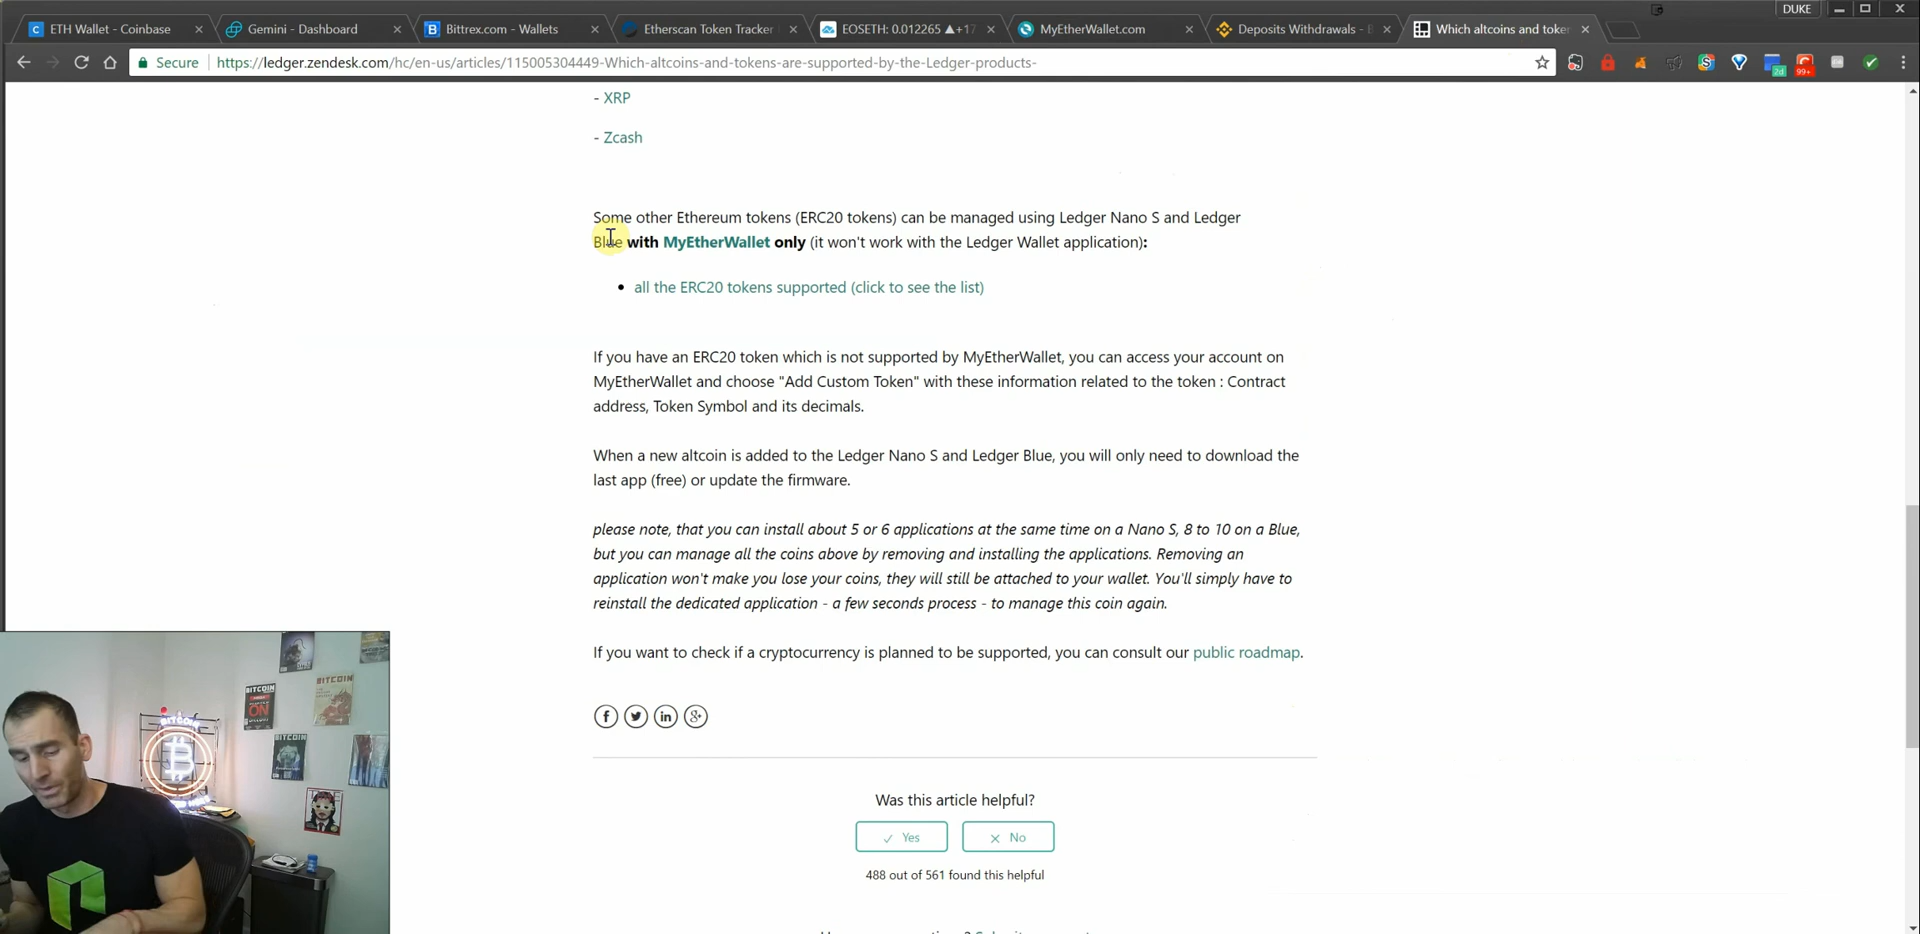 DUKE
ETH Wallet - Coinbase
Gemini - Dashboard
Bittrex.com - Wallets
Etherscan Token Tracker
EOSETH: 0.012265 ▲+17
MyEtherWallet.com
Deposits Withdrawals -
Which altcoins and token
Secure
https://ledger.zendesk.com/hc/en-us/articles/115005304449-Which-altcoins-and-tokens-are-supported-by-the-Ledger-products-
2d
99+
- XRP
- Zcash
Some other Ethereum tokens (ERC20 tokens) can be managed using Ledger Nano S and Ledger
Blue with MyEtherWallet only (it won't work with the Ledger Wallet application):
• all the ERC20 tokens supported (click to see the list)
If you have an ERC20 token which is not supported by MyEtherWallet, you can access your account on
MyEtherWallet and choose "Add Custom Token" with these information related to the token : Contract
address, Token Symbol and its decimals.
When a new altcoin is added to the Ledger Nano S and Ledger Blue, you will only need to download the
last app (free) or update the firmware.
please note, that you can install about 5 or 6 applications at the same time on a Nano S, 8 to 10 on a Blue,
but you can manage all the coins above by removing and installing the applications. Removing an
application won't make you lose your coins, they will still be attached to your wallet. You'll simply have to
reinstall the dedicated application - a few seconds process - to manage this coin again.
If you want to check if a cryptocurrency is planned to be supported, you can consult our public roadmap.
Was this article helpful?
Yes
No
488 out of 561 found this helpful
BITCOIN
ON
BITCOIN
BITCOIN
BITCOIN